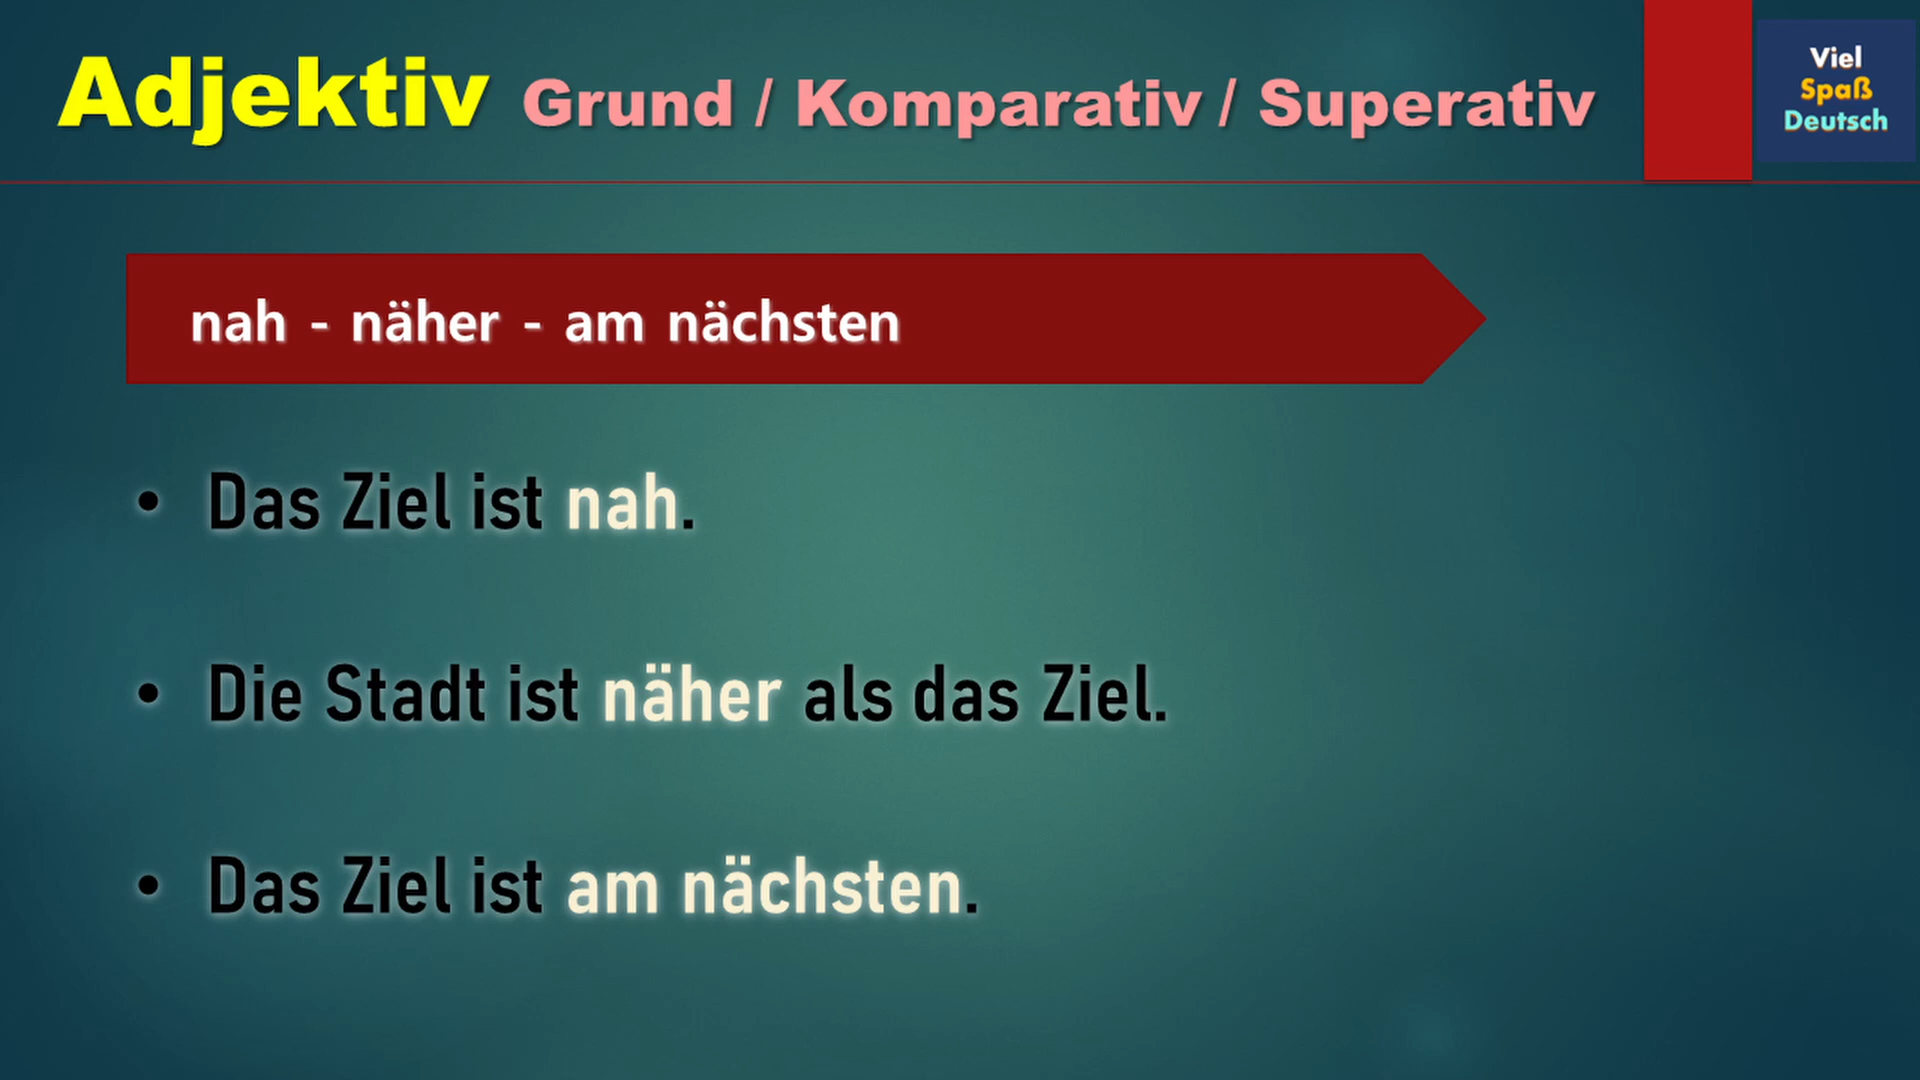 Adjektiv Grund / Komparativ / Superativ
Viel
Spaß
Deutsch
nah - näher - am nächsten
• Das Ziel ist nah.
• Die Stadt ist näher als das Ziel.
• Das Ziel ist am nächsten.